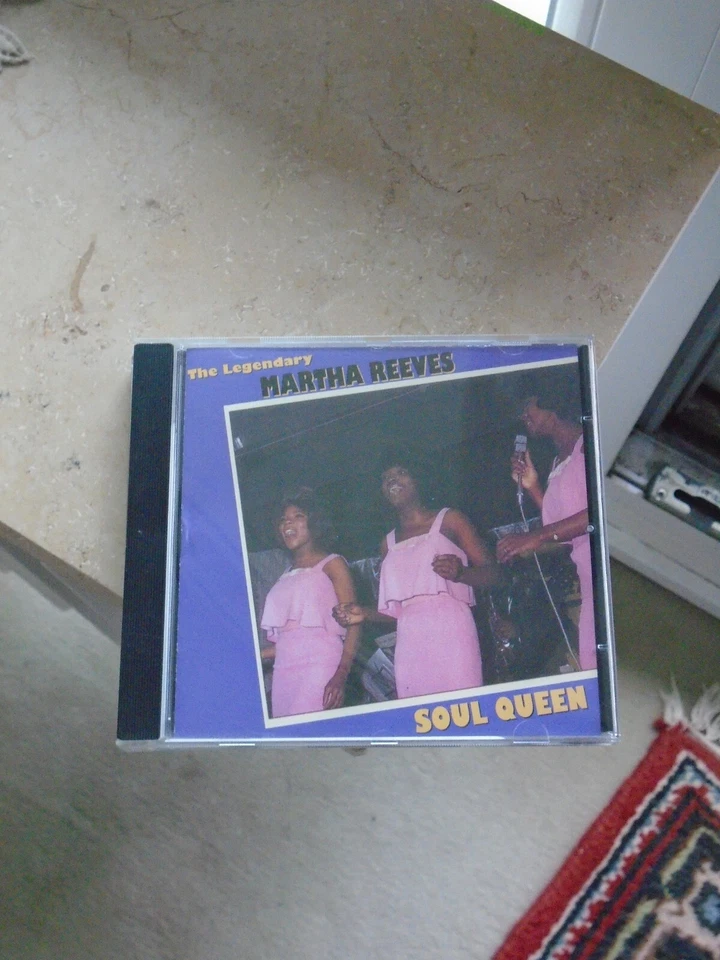 The Legendary
MARTHA REEVES
SOUL QUEEN